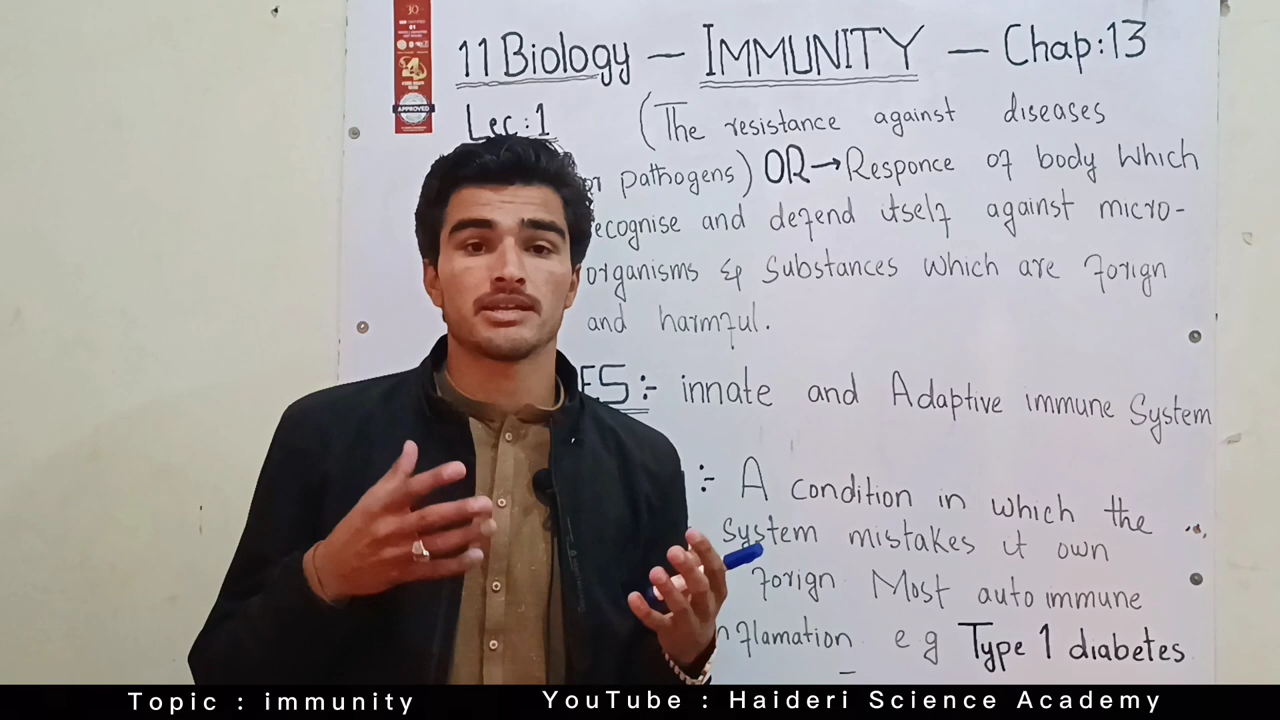 11 Biology — IMMUNITY — Chap:13
Lec:1 (The resistance against diseases
or pathogens) OR→Responce of body which
ecognise and defend itself against micro-
organisms & Substances which are forign
and harmful.
ES:- innate and Adaptive immune System
:- A condition in which the
system mistakes it own
forign Most auto immune
nflamation e g Type 1 diabetes
APPROVED
Topic : immunity YouTube : Haideri Science Academy